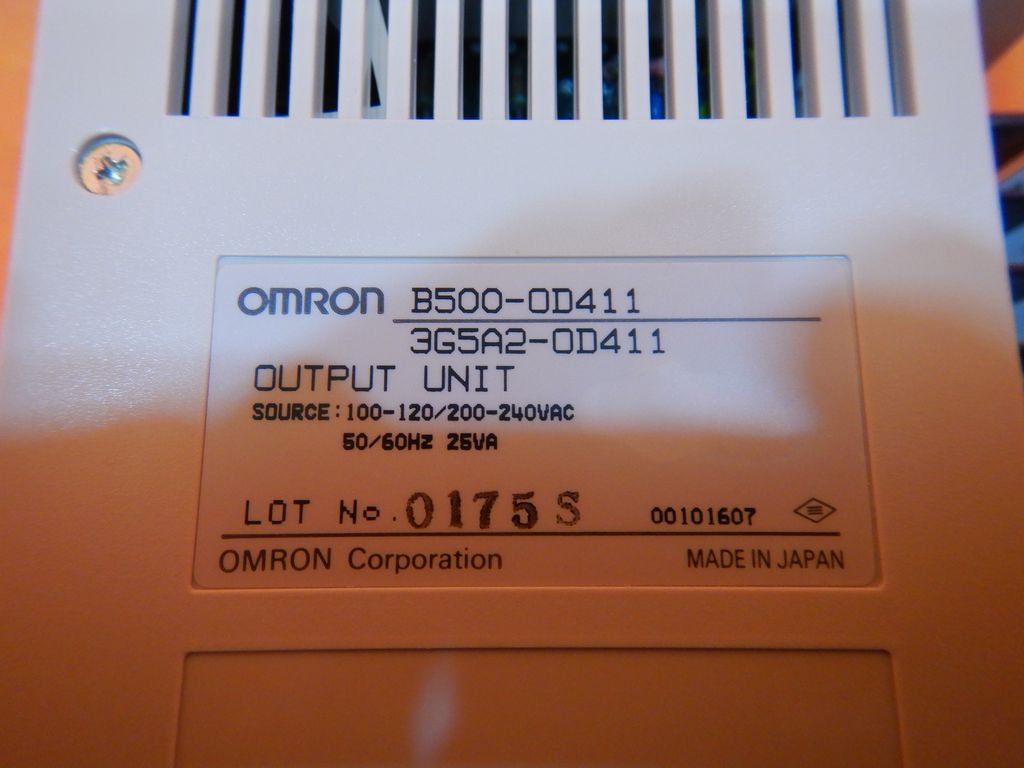 OMRON B500-OD411
3G5A2-OD411
OUTPUT UNIT
SOURCE:100-120/200-240VAC
50/60Hz 25VA
LOT No. 0175 S 00101607
OMRON Corporation MADE IN JAPAN